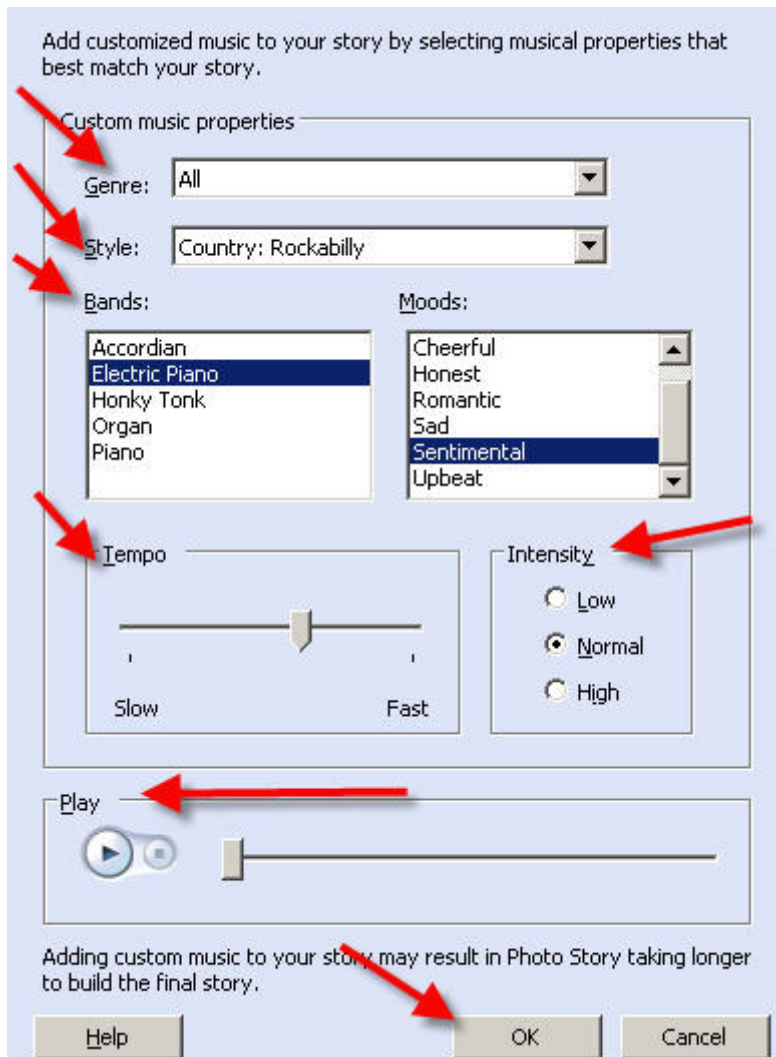 Add customized music to your story by selecting musical properties that
best match your story.
Custom music properties
Genre: All
Style: Country: Rockabilly
Bands:
Accordian
Electric Piano
Honky Tonk
Organ
Piano
Moods:
Cheerful
Honest
Romantic
Sad
Sentimental
Upbeat
Tempo
Slow Fast
Intensity
Low
Normal
High
Play
Adding custom music to your story may result in Photo Story taking longer
to build the final story.
Help OK Cancel